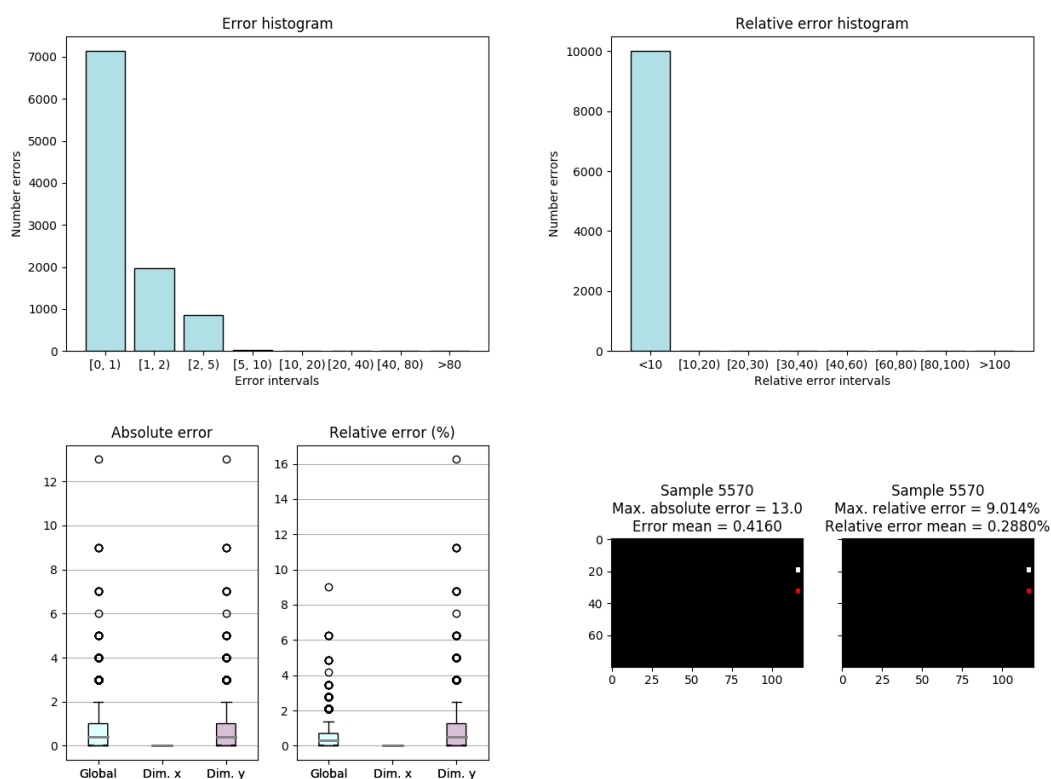 Error histogram
7000
6000
5000
4000
3000
2000
1000
0
Number errors
[0, 1) [1, 2) [2, 5) [5, 10) [10, 20) [20, 40) [40, 80) >80
Error intervals
Relative error histogram
10000
8000
6000
4000
2000
0
Number errors
<10 [10,20) [20,30) [30,40) [40,60) [60,80) [80,100) >100
Relative error intervals
Absolute error
12
10
8
6
4
2
0
Global Dim. x Dim. y
Relative error (%)
16
14
12
10
8
6
4
2
0
Global Dim. x Dim. y
Sample 5570
Max. absolute error = 13.0
Error mean = 0.4160
0
20
40
60
0 25 50 75 100
Sample 5570
Max. relative error = 9.014%
Relative error mean = 0.2880%
0 25 50 75 100